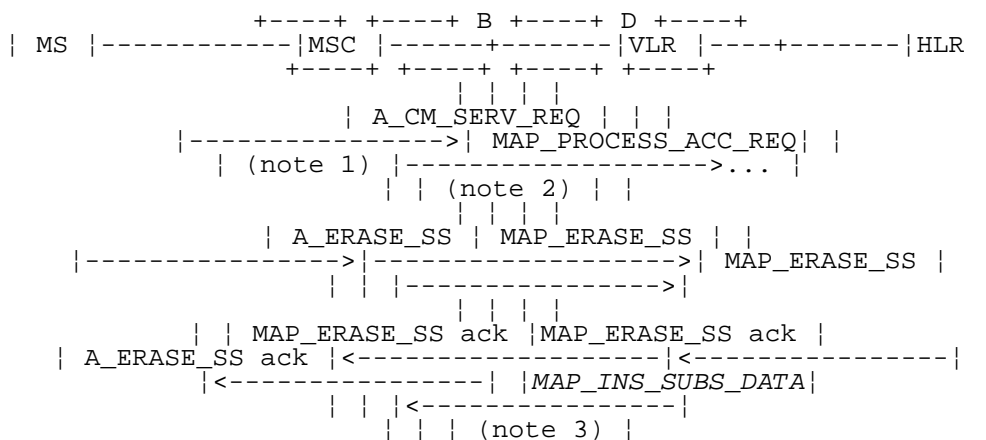 +----+ +----+ B +----+ D +----+
¦ MS ¦------------¦MSC ¦------+-------¦VLR ¦----+-------¦HLR
+----+ +----+ +----+ +----+
¦ ¦ ¦ ¦
¦ A_CM_SERV_REQ ¦ ¦ ¦
¦---------------->¦ MAP_PROCESS_ACC_REQ¦ ¦
¦ (note 1) ¦------------------->... ¦
¦ ¦ (note 2) ¦ ¦
¦ ¦ ¦ ¦
¦ A_ERASE_SS ¦ MAP_ERASE_SS ¦ ¦
¦---------------->¦------------------->¦ MAP_ERASE_SS ¦
¦ ¦ ¦---------------->¦
¦ ¦ ¦ ¦
¦ ¦ MAP_ERASE_SS ack ¦MAP_ERASE_SS ack ¦
¦ A_ERASE_SS ack ¦<-------------------¦<----------------¦
¦<----------------¦ ¦MAP_INS_SUBS_DATA¦
¦ ¦ ¦<----------------¦
¦ ¦ ¦ (note 3) ¦